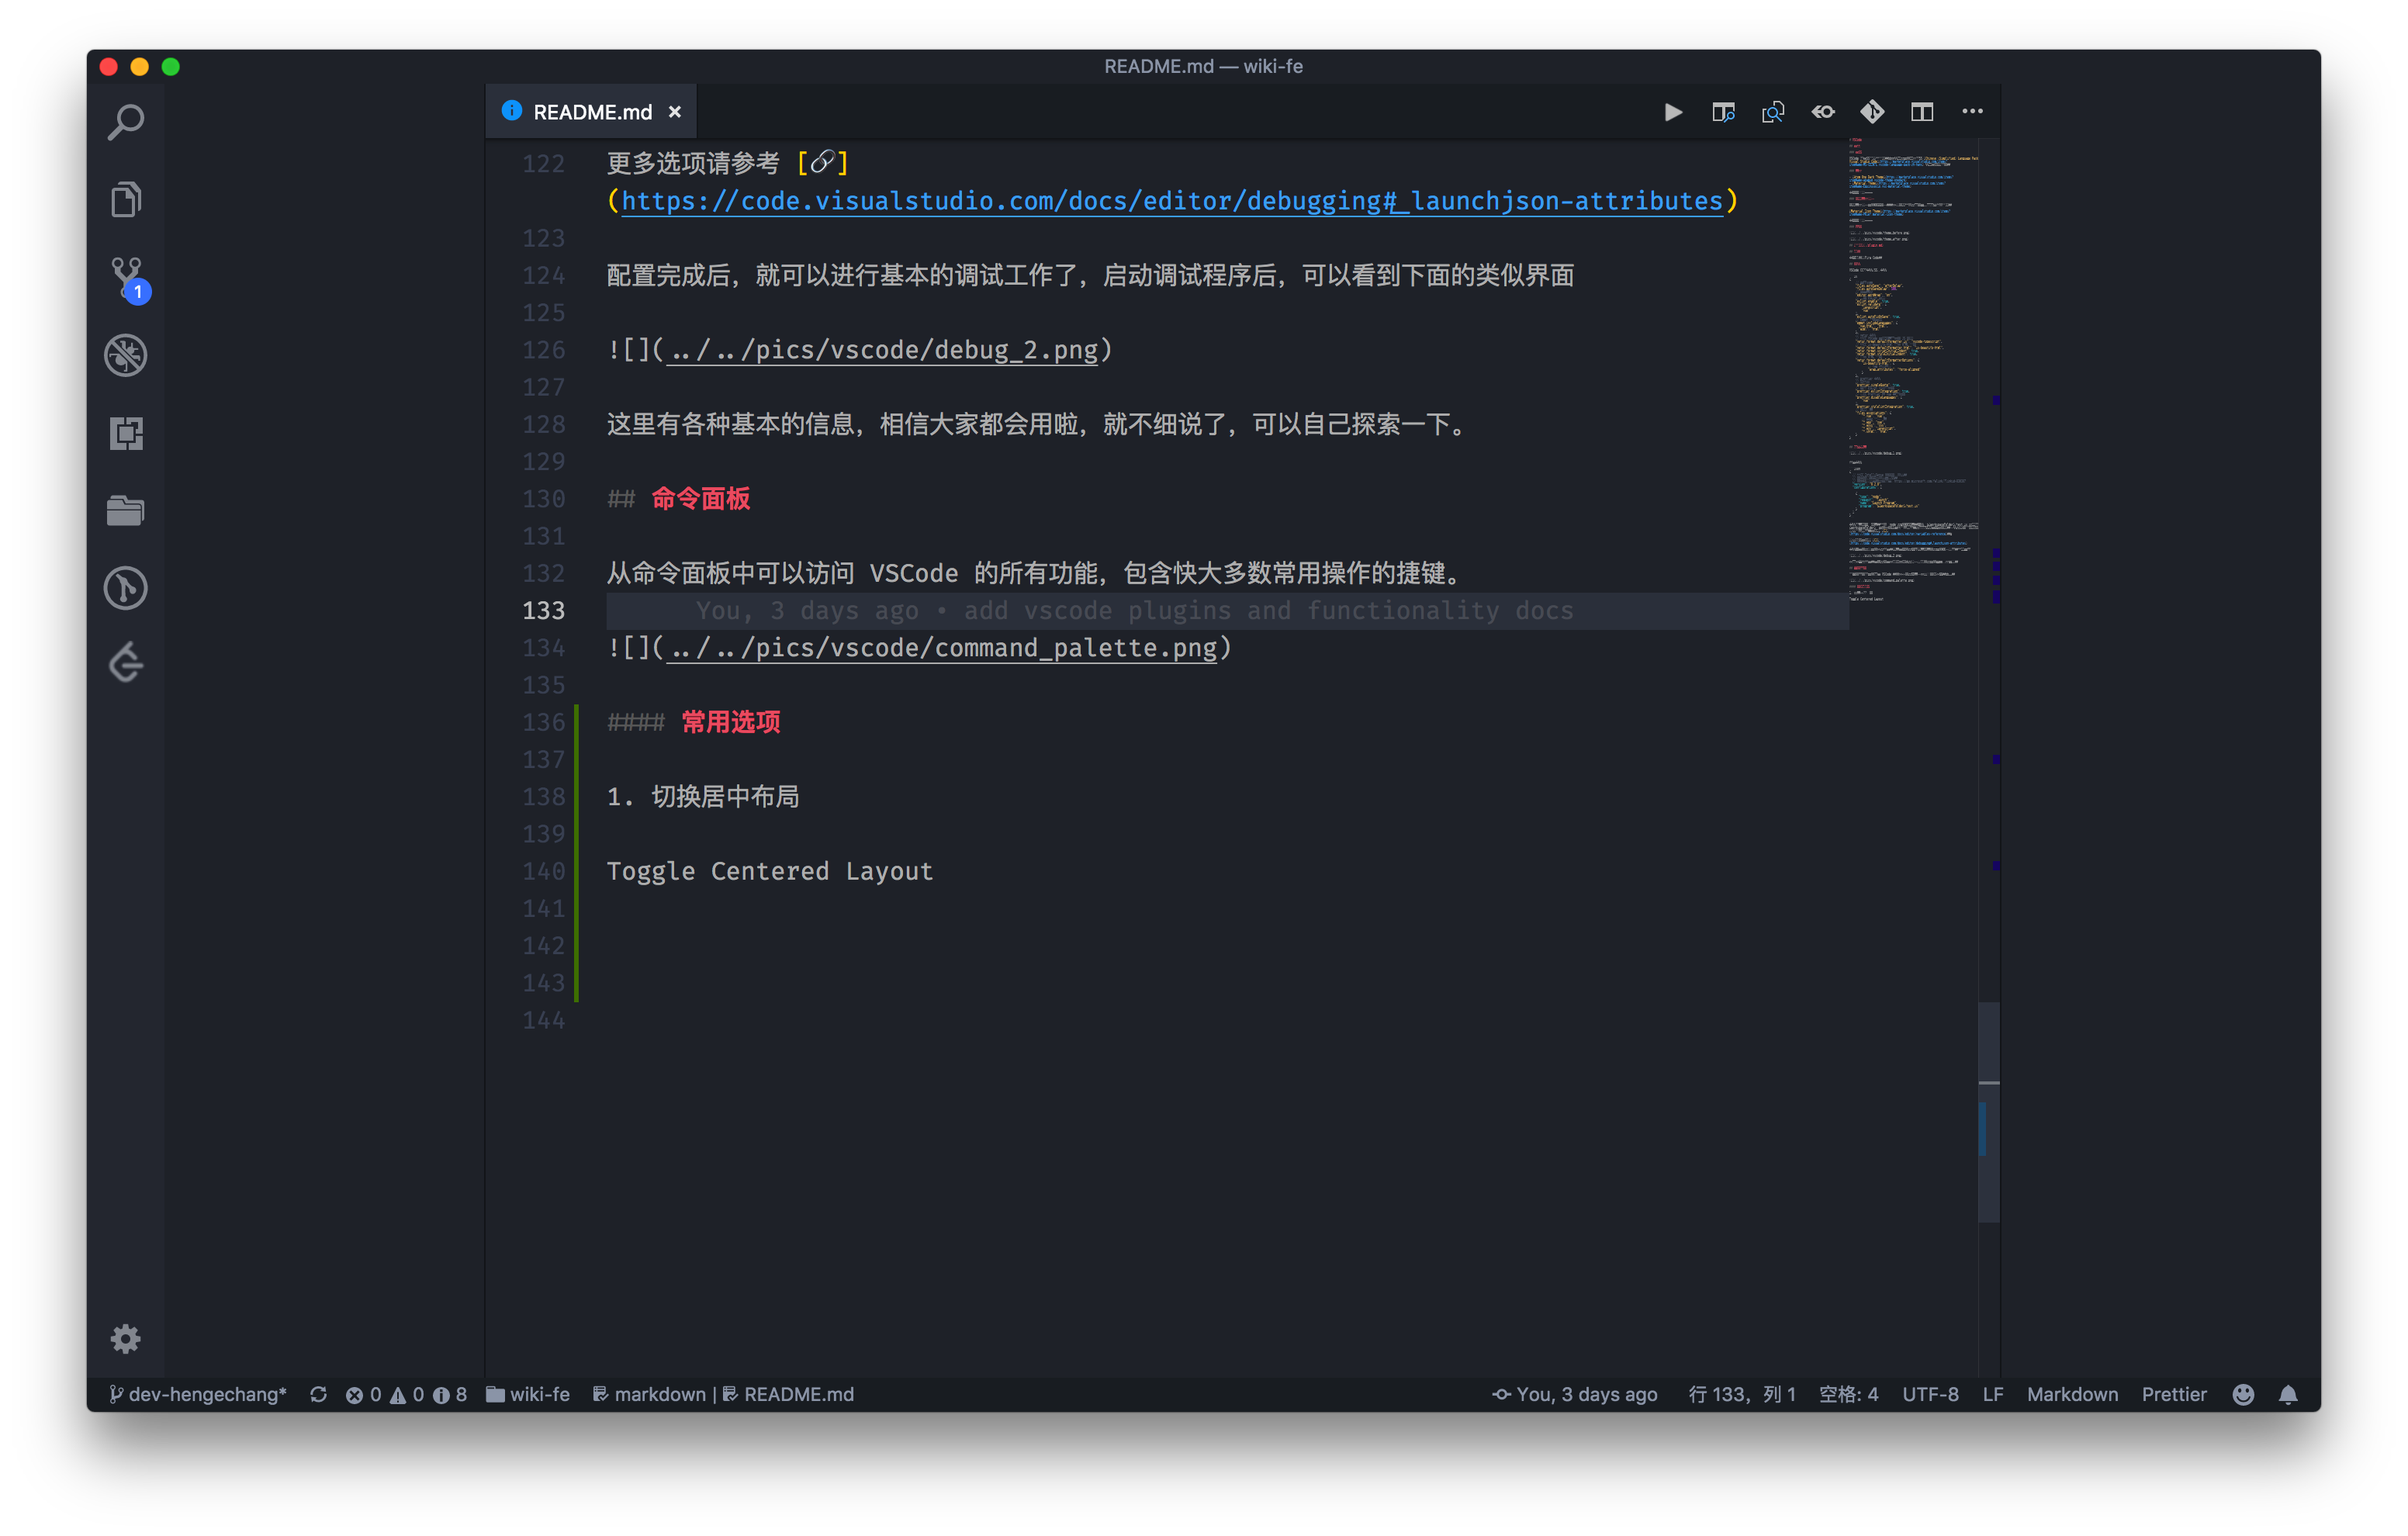 README.md — wiki-fe
README.md
122 更多选项请参考 [🔗]
(https://code.visualstudio.com/docs/editor/debugging#_launchjson-attributes)
123
124 配置完成后，就可以进行基本的调试工作了，启动调试程序后，可以看到下面的类似界面
125
126 ![](../../pics/vscode/debug_2.png)
127
128 这里有各种基本的信息，相信大家都会用啦，就不细说了，可以自己探索一下。
129
130 ## 命令面板
131
132 从命令面板中可以访问 VSCode 的所有功能，包含快大多数常用操作的捷键。
133 You, 3 days ago • add vscode plugins and functionality docs
134 ![](../../pics/vscode/command_palette.png)
135
136 #### 常用选项
137
138 1. 切换居中布局
139
140 Toggle Centered Layout
141
142
143
144
1
dev-hengechang* 0 0 8 wiki-fe markdown | README.md You, 3 days ago 行 133，列 1 空格: 4 UTF-8 LF Markdown Prettier